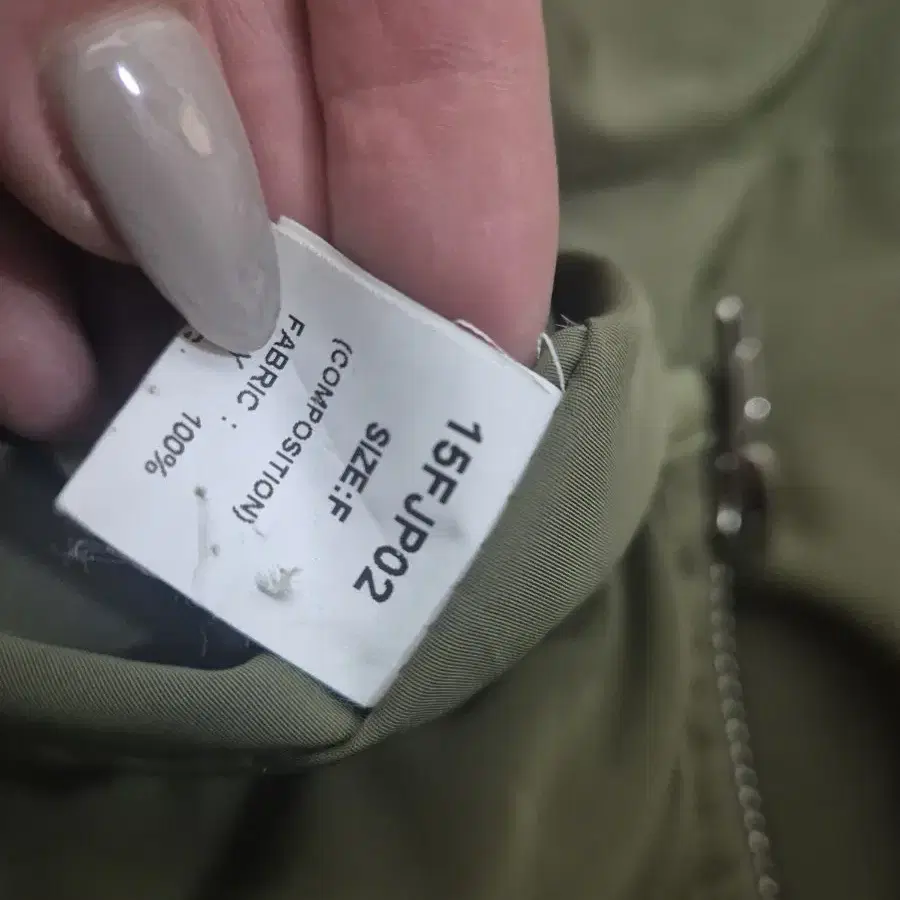 15FJP02
SIZE:F
(COMPOSITION)
FABRIC :
100%